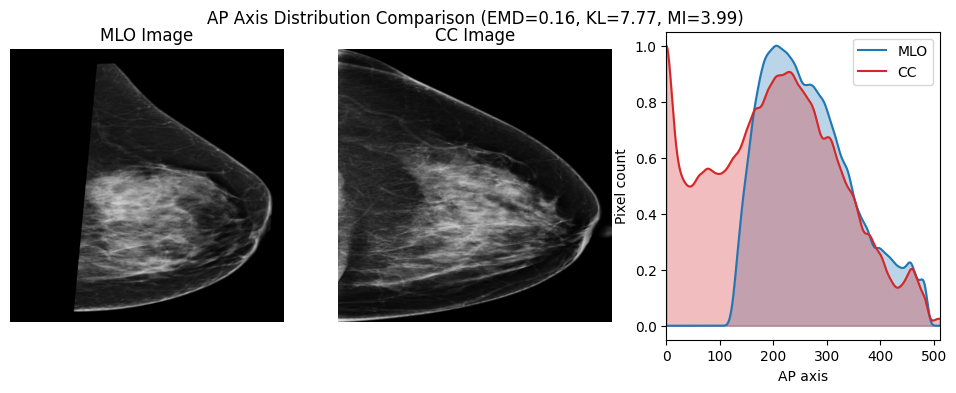 AP Axis Distribution Comparison (EMD=0.16, KL=7.77, MI=3.99)
MLO Image
CC Image
MLO
CC
Pixel count
1.0
0.8
0.6
0.4
0.2
0.0
0 100 200 300 400 500
AP axis